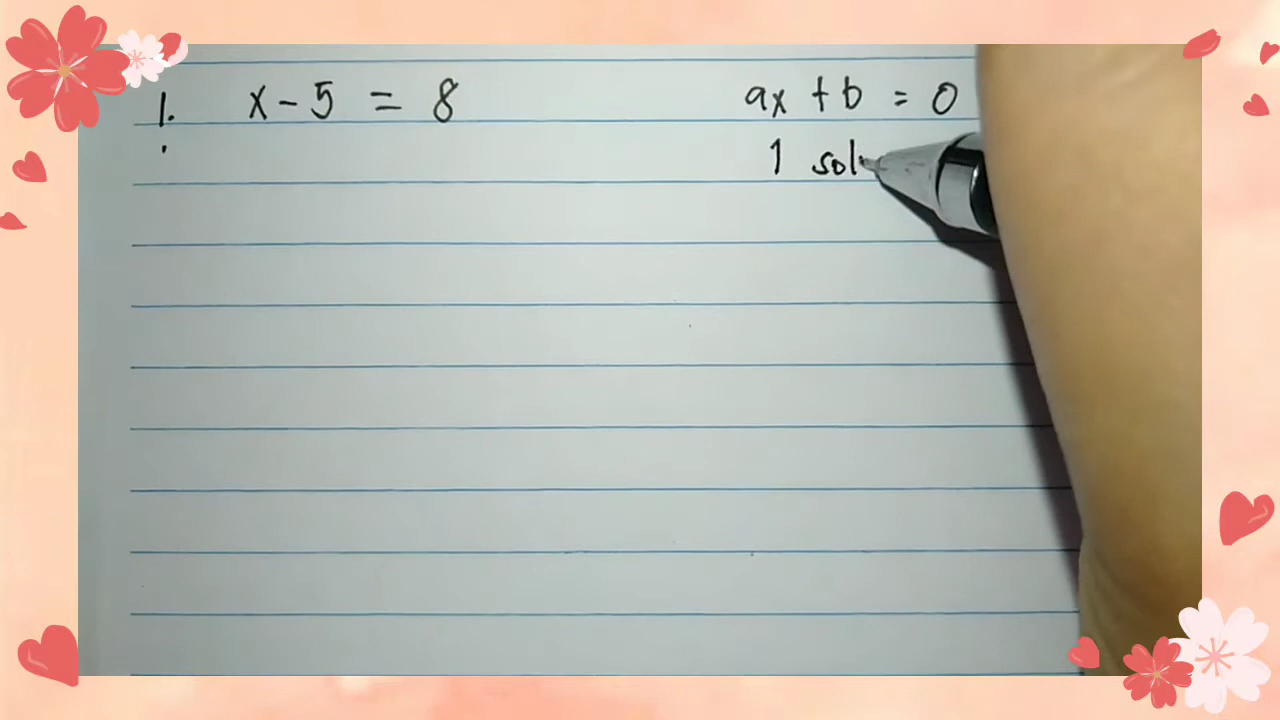 1. x - 5 = 8
ax + b = 0
1 sol